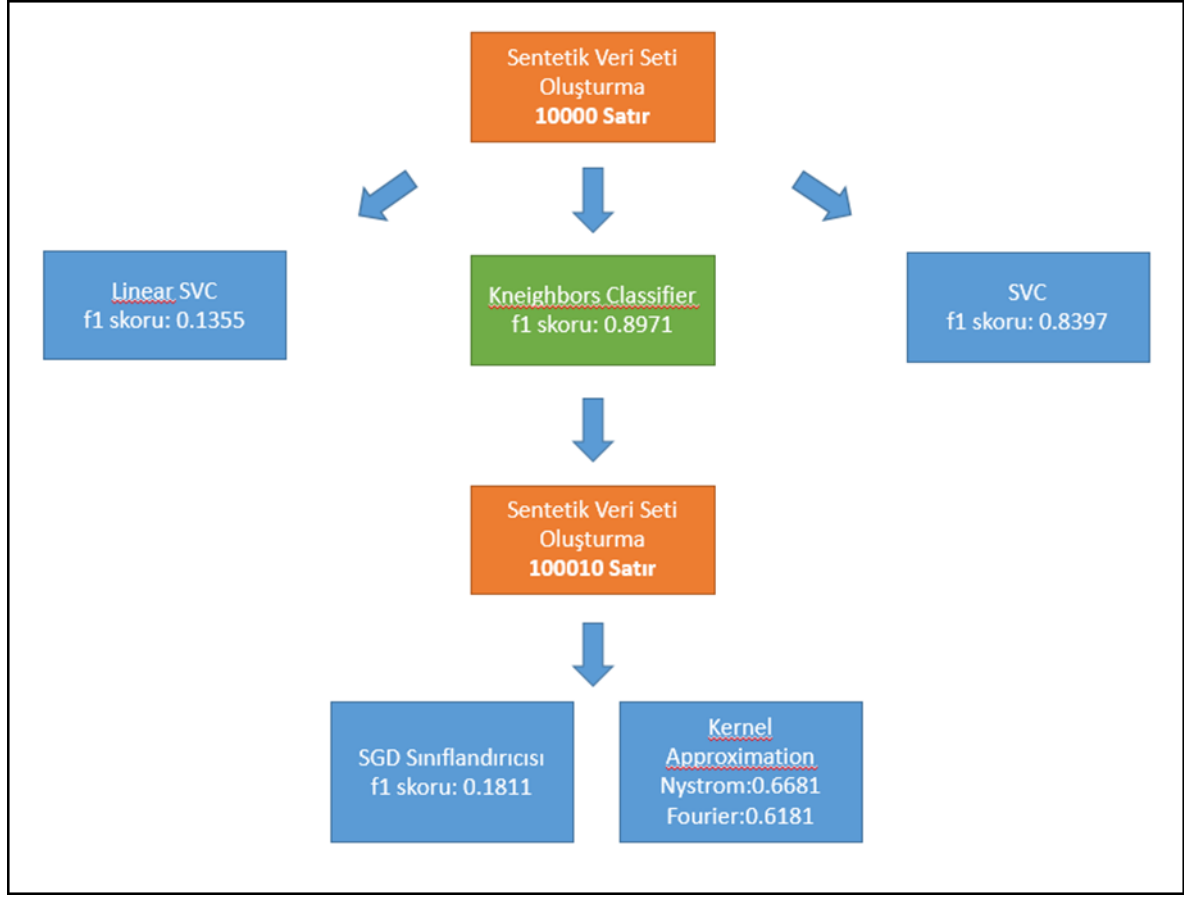 Sentetik Veri Seti
Oluşturma
10000 Satır
Linear SVC
f1 skoru: 0.1355
Kneighbors Classifier
f1 skoru: 0.8971
SVC
f1 skoru: 0.8397
Sentetik Veri Seti
Oluşturma
100010 Satır
SGD Sınıflandırıcısı
f1 skoru: 0.1811
Kernel
Approximation
Nystrom:0.6681
Fourier:0.6181